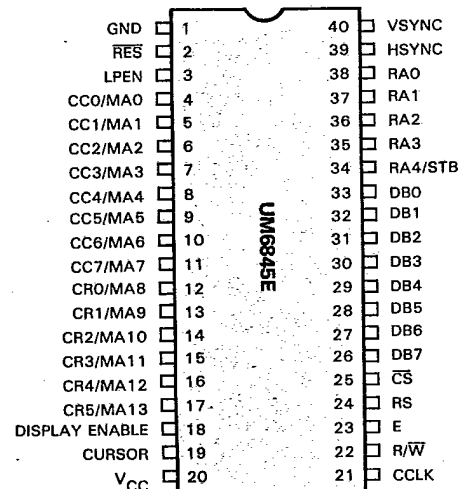 GND 1 40 VSYNC
R̅E̅S̅ 2 39 HSYNC
LPEN 3 38 RA0
CC0/MA0 4 37 RA1
CC1/MA1 5 36 RA2
CC2/MA2 6 35 RA3
CC3/MA3 7 34 RA4/STB
CC4/MA4 8 33 DB0
CC5/MA5 9 32 DB1
CC6/MA6 10 31 DB2
CC7/MA7 11 30 DB3
CR0/MA8 12 29 DB4
CR1/MA9 13 28 DB5
CR2/MA10 14 27 DB6
CR3/MA11 15 26 DB7
CR4/MA12 16 25 C̅S̅
CR5/MA13 17 24 RS
DISPLAY ENABLE 18 23 E
CURSOR 19 22 R/W̅
VCC 20 21 CCLK
UM6845E